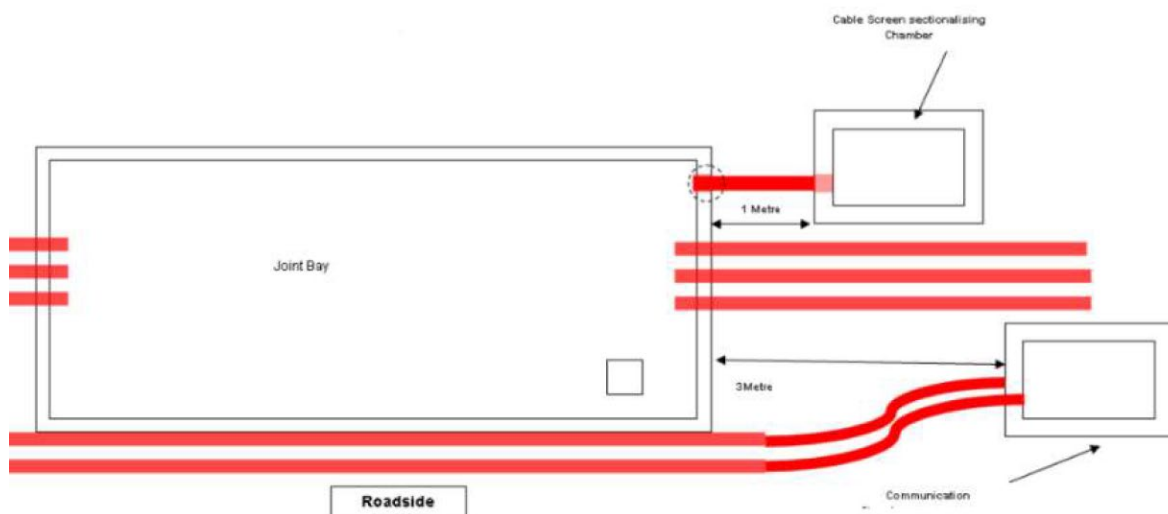 Cable Screen sectionalising
Chamber
1 Metre
Joint Bay
3Metre
Roadside
Communication